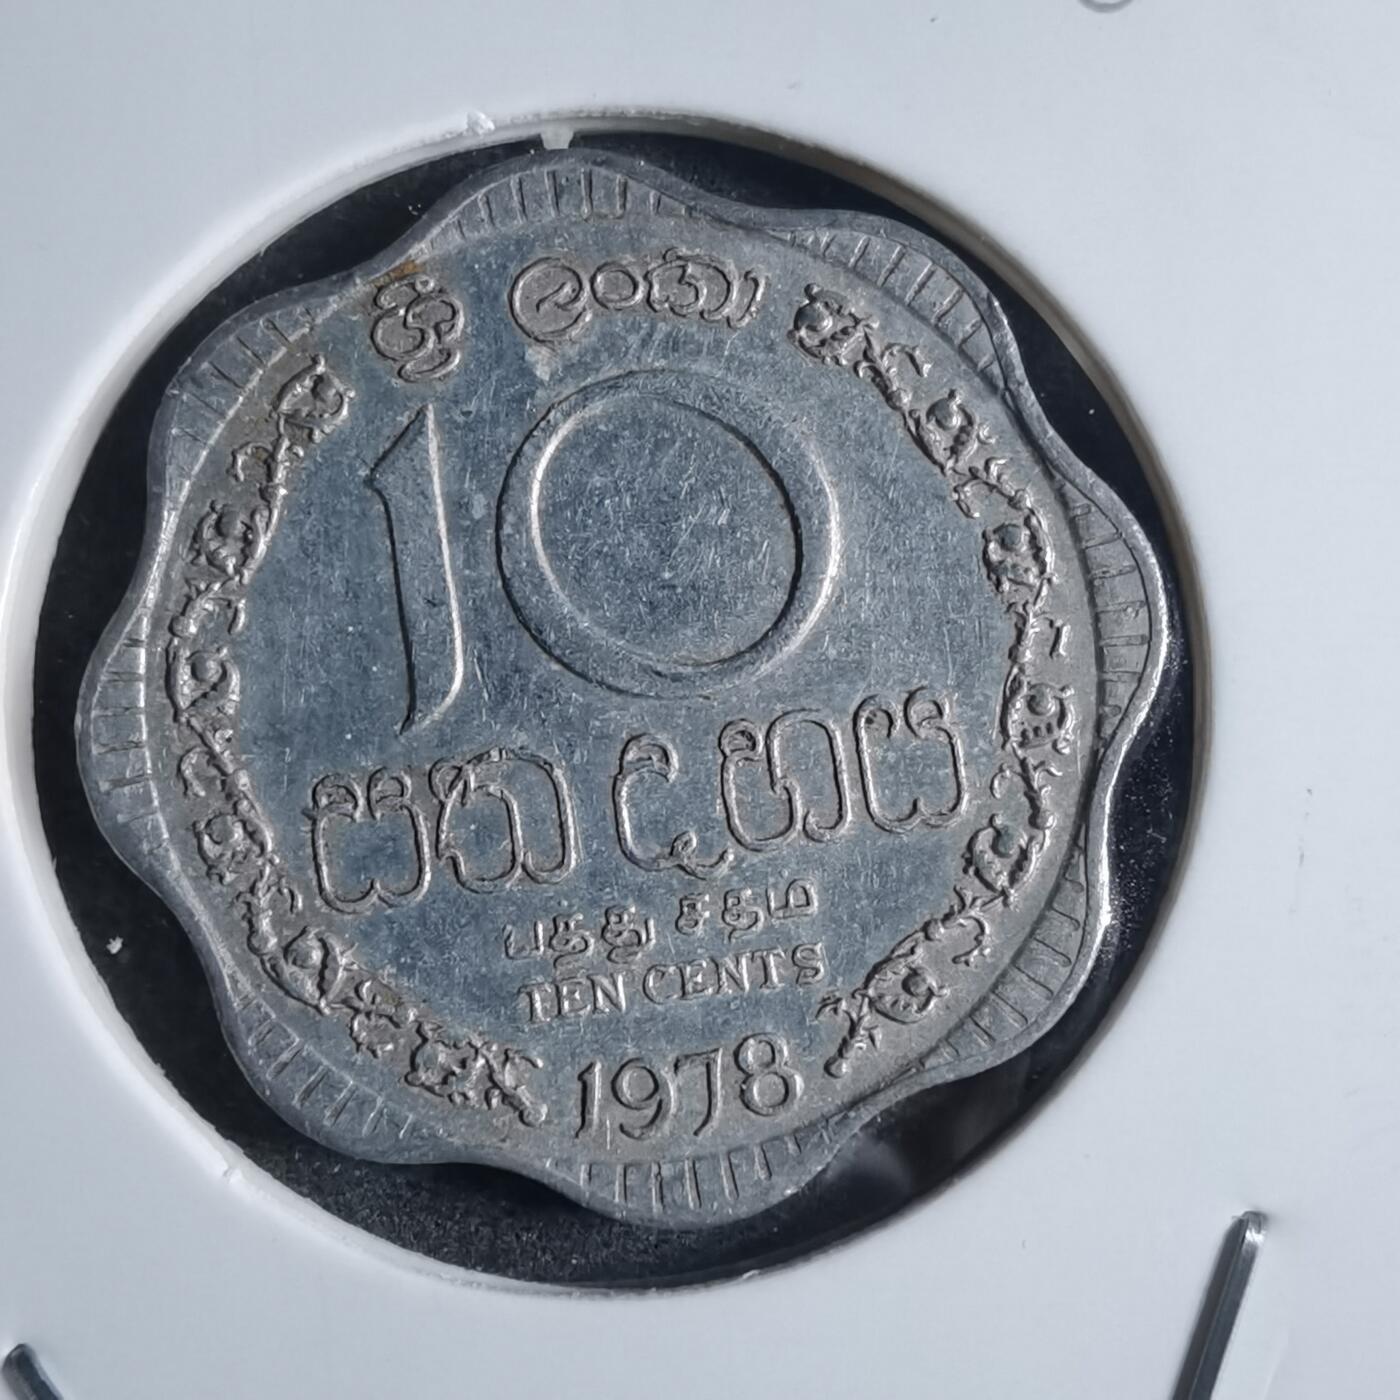 ශ්‍රී ලංකා
10
සත දහය
பத்து சதம்
TEN CENTS
1978